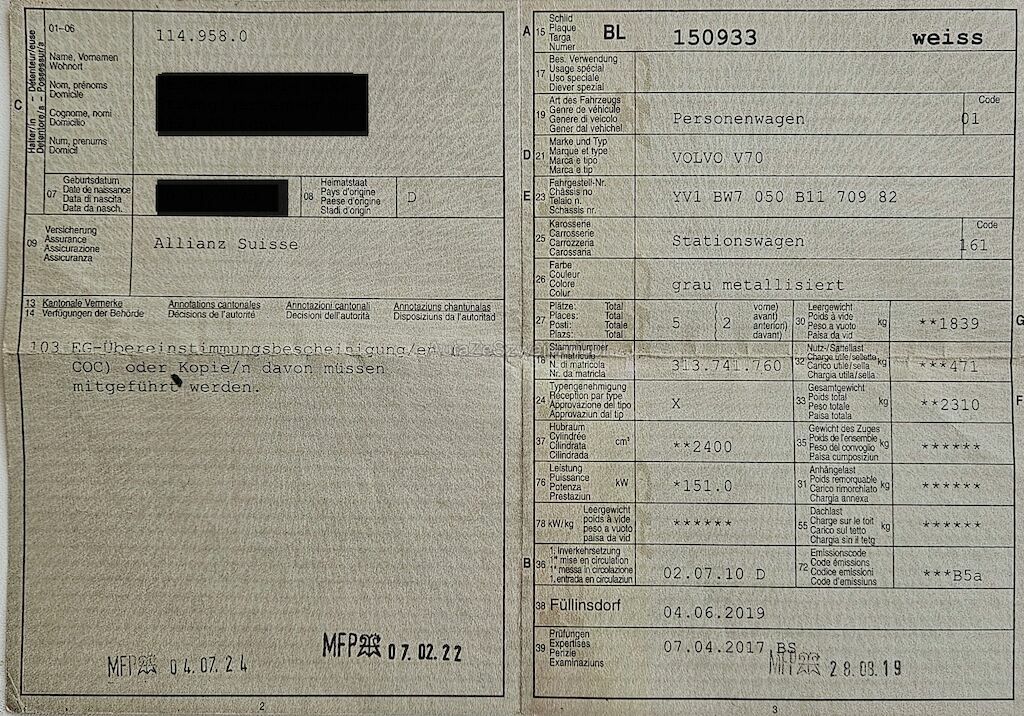 C
Halter/in – Détenteur/euse
Detentore/a – Possessur/a
01–06
114.958.0
Name, Vornamen
Wohnort
Nom, prénoms
Domicile
Cognome, nomi
Domicilio
Num, prenums
Domicil
07
Geburtsdatum
Date de naissance
Data di nascita
Data da nasch.
08
Heimatstaat
Pays d'origine
Paese d'origine
Stadi d'origin
D
09
Versicherung
Assurance
Assicurazione
Assicuranza
Allianz Suisse
13 Kantonale Vermerke
Annotations cantonales
Annotazioni cantonali
Annotaziuns chantunalas
14 Verfügungen der Behörde
Décisions de l'autorité
Decisioni dell'autorità
Disposiziuns da l'autoritad
103 EG-Übereinstimmungsbescheinigung/en
COC) oder Kopie/n davon müssen
mitgeführt werden.
MFP 04.07.24
MFP 07.02.22
2
A 15
Schild
Plaque
Targa
Numer
BL 150933 weiss
17
Bes. Verwendung
Usage spécial
Uso speciale
Diever spezial
19
Art des Fahrzeugs
Genre de véhicule
Genere di veicolo
Gener dal vehichel
Personenwagen
Code
01
D 21
Marke und Typ
Marque et type
Marca e tipo
Marca e tip
VOLVO V70
E 23
Fahrgestell-Nr.
Châssis no
Telaio n.
Schassis nr.
YV1 BW7 050 B11 709 82
25
Karosserie
Carrosserie
Carrozzeria
Carossaria
Stationswagen
Code
161
26
Farbe
Couleur
Colore
Colur
grau metallisiert
27
Plätze: Total
Places: Total
Posti: Totale
Plazs: Total
5 { 2
vorne)
avant)
anteriori)
davant)
30
Leergewicht
Poids à vide
Peso a vuoto
Paisa da vid
kg
**1839
G
18
Stammnummer
N° matricule
N. di matricola
Nr. da matricla
313.741.760
32
Nutz-/Sattellast
Charge utile/sellette
Carico utile/sella
Chargia utila/sella
kg
***471
24
Typengenehmigung
Réception par type
Approvazione del tipo
Approvaziun dal tip
X
33
Gesamtgewicht
Poids total
Peso totale
Paisa totala
kg
**2310
F
37
Hubraum
Cylindrée
Cilindrata
Cilindrada
cm³
**2400
35
Gewicht des Zuges
Poids de l'ensemble
Peso del convoglio
Paisa cumposiziun
kg
******
76
Leistung
Puissance
Potenza
Prestaziun
kW
*151.0
31
Anhängelast
Poids remorquable
Carico rimorchiato
Chargia annexa
kg
******
78 kW/kg
Leergewicht
poids à vide
peso a vuoto
paisa da vid
******
55
Dachlast
Charge sur le toit
Carico sul tetto
Chargia sin il tetg
kg
******
B 36
1. Inverkehrsetzung
1re mise en circulation
1a messa in circolazione
1. entrada en circulaziun
02.07.10 D
72
Emissionscode
Code émissions
Codice emissioni
Code d'emissiuns
***B5a
38 Füllinsdorf
04.06.2019
39
Prüfungen
Expertises
Perizie
Examinaziuns
07.04.2017 BS
MFP 28.08.19
3